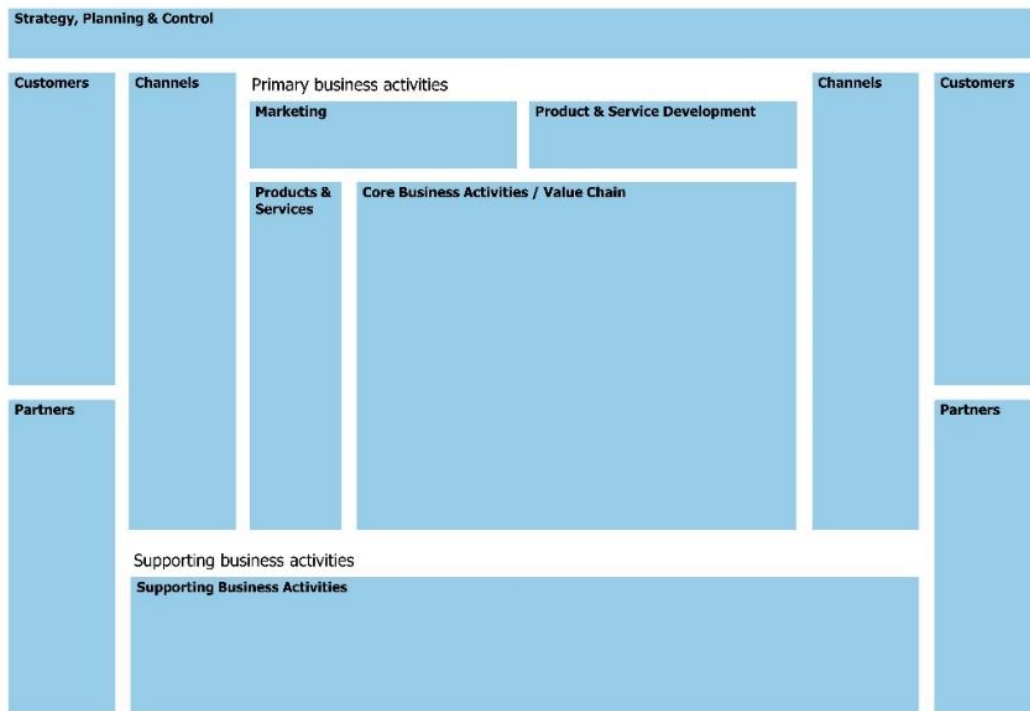 Strategy, Planning & Control
Customers
Channels
Primary business activities
Channels
Customers
Marketing
Product & Service Development
Products &
Services
Core Business Activities / Value Chain
Partners
Partners
Supporting business activities
Supporting Business Activities